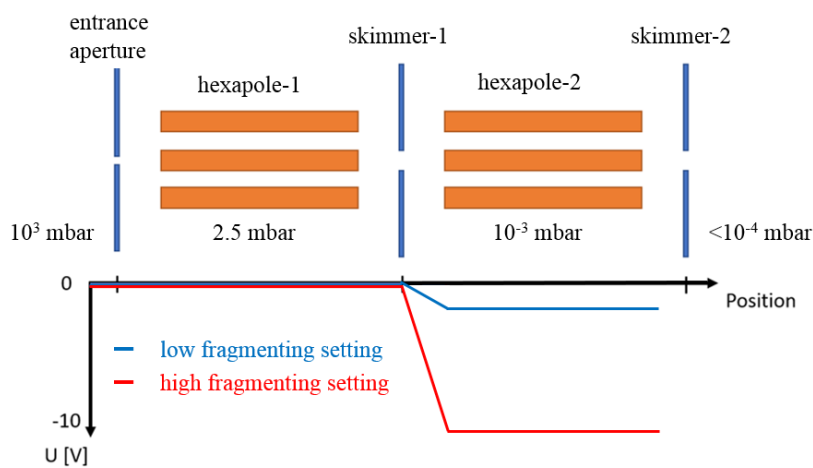 entrance
aperture
skimmer-1
skimmer-2
hexapole-1
hexapole-2
10³ mbar
2.5 mbar
10⁻³ mbar
<10⁻⁴ mbar
0
Position
low fragmenting setting
high fragmenting setting
-10
U [V]